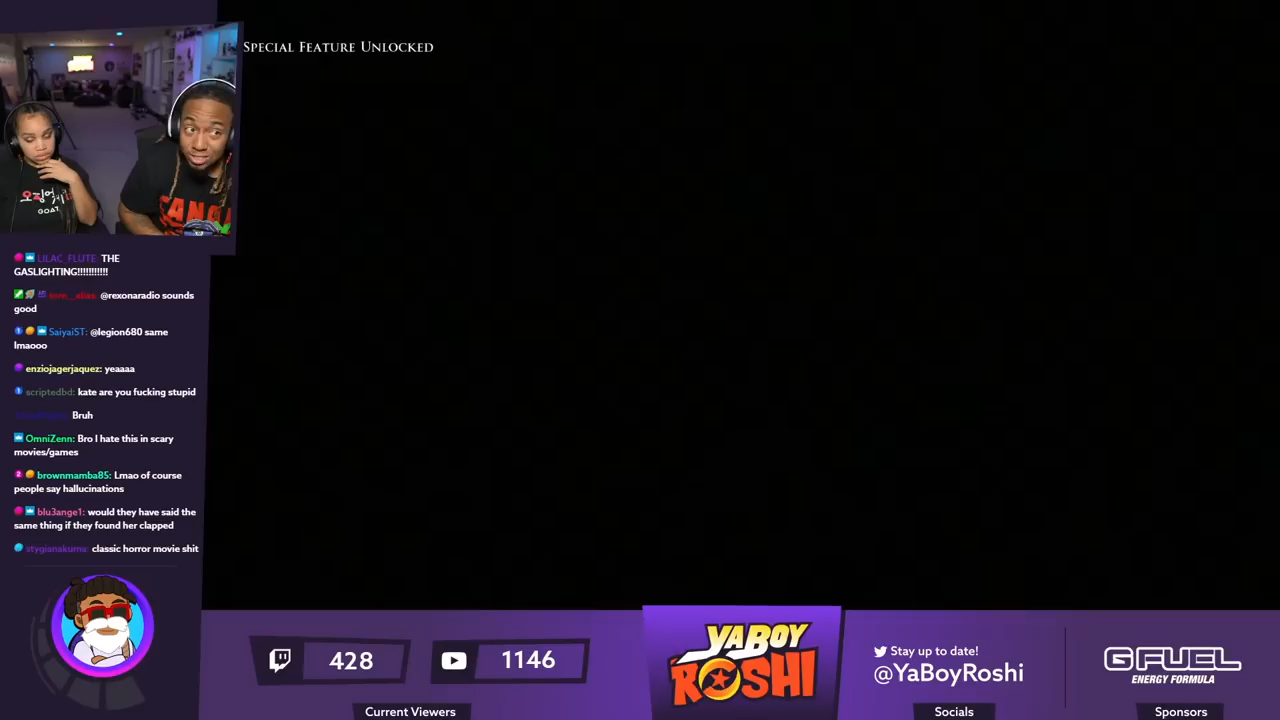 Special Feature Unlocked
GOAT
LILAC_FLUTE: THE
GASLIGHTING!!!!!!!!!!!
@rexonaradio sounds
good
SaiyaiST: @legion680 same
lmaooo
enziojagerjaquez: yeaaaa
scriptedbd: kate are you fucking stupid
Bruh
OmniZenn: Bro I hate this in scary
movies/games
brownmamba85: Lmao of course
people say hallucinations
blu3ange1: would they have said the
same thing if they found her clapped
stygianakuma: classic horror movie shit
428
1146
Current Viewers
YABOY
ROSHI
Stay up to date!
@YaBoyRoshi
Socials
G FUEL
ENERGY FORMULA
Sponsors